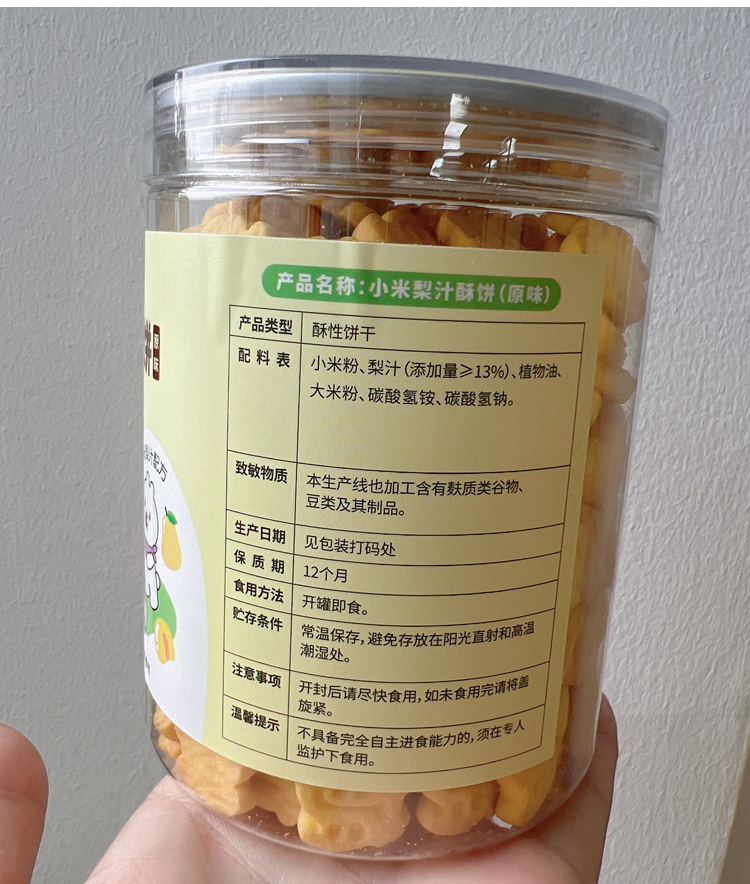 产品名称：小米梨汁酥饼（原味）
产品类型 酥性饼干
配料表 小米粉、梨汁（添加量≥13%）、植物油、
大米粉、碳酸氢铵、碳酸氢钠。
致敏物质 本生产线也加工含有麸质类谷物、
豆类及其制品。
生产日期 见包装打码处
保质期 12个月
食用方法 开罐即食。
贮存条件 常温保存，避免存放在阳光直射和高温
潮湿处。
注意事项 开封后请尽快食用，如未食用完请将盖
旋紧。
温馨提示 不具备完全自主进食能力的，须在专人
监护下食用。
饼
原味
梨汁配方